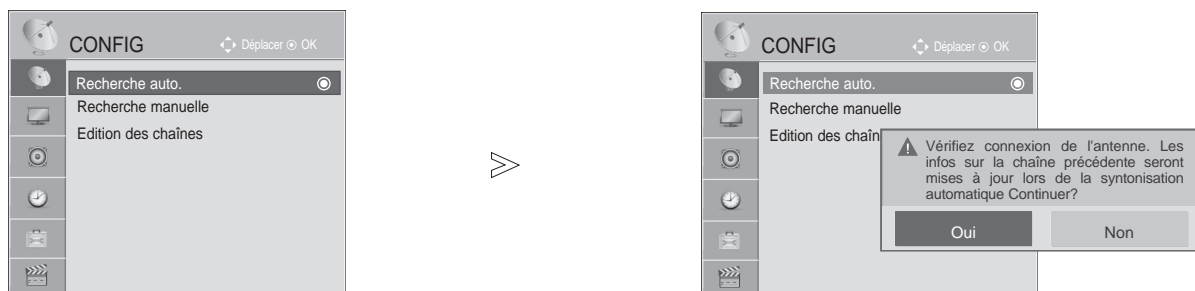 CONFIG
Déplacer OK
Recherche auto.
Recherche manuelle
Edition des chaînes
CONFIG
Déplacer OK
Recherche auto.
Recherche manuelle
Edition des chaîn
Vérifiez connexion de l'antenne. Les
infos sur la chaîne précédente seront
mises à jour lors de la syntonisation
automatique Continuer?
Oui Non